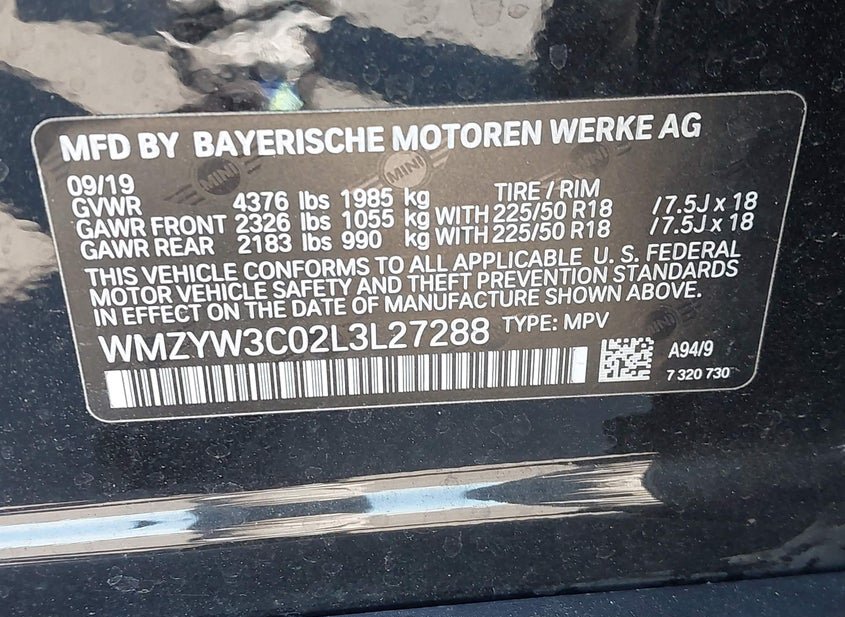 MFD BY BAYERISCHE MOTOREN WERKE AG
MINI
MINI
09/19 TIRE / RIM
GVWR 4376 lbs 1985 kg
GAWR FRONT 2326 lbs 1055 kg WITH 225/50 R18 / 7.5J x 18
GAWR REAR 2183 lbs 990 kg WITH 225/50 R18 / 7.5J x 18
THIS VEHICLE CONFORMS TO ALL APPLICABLE U. S. FEDERAL
MOTOR VEHICLE SAFETY AND THEFT PREVENTION STANDARDS
IN EFFECT ON THE DATE OF MANUFACTURE SHOWN ABOVE.
WMZYW3C02L3L27288 TYPE: MPV
A94/9
7 320 730